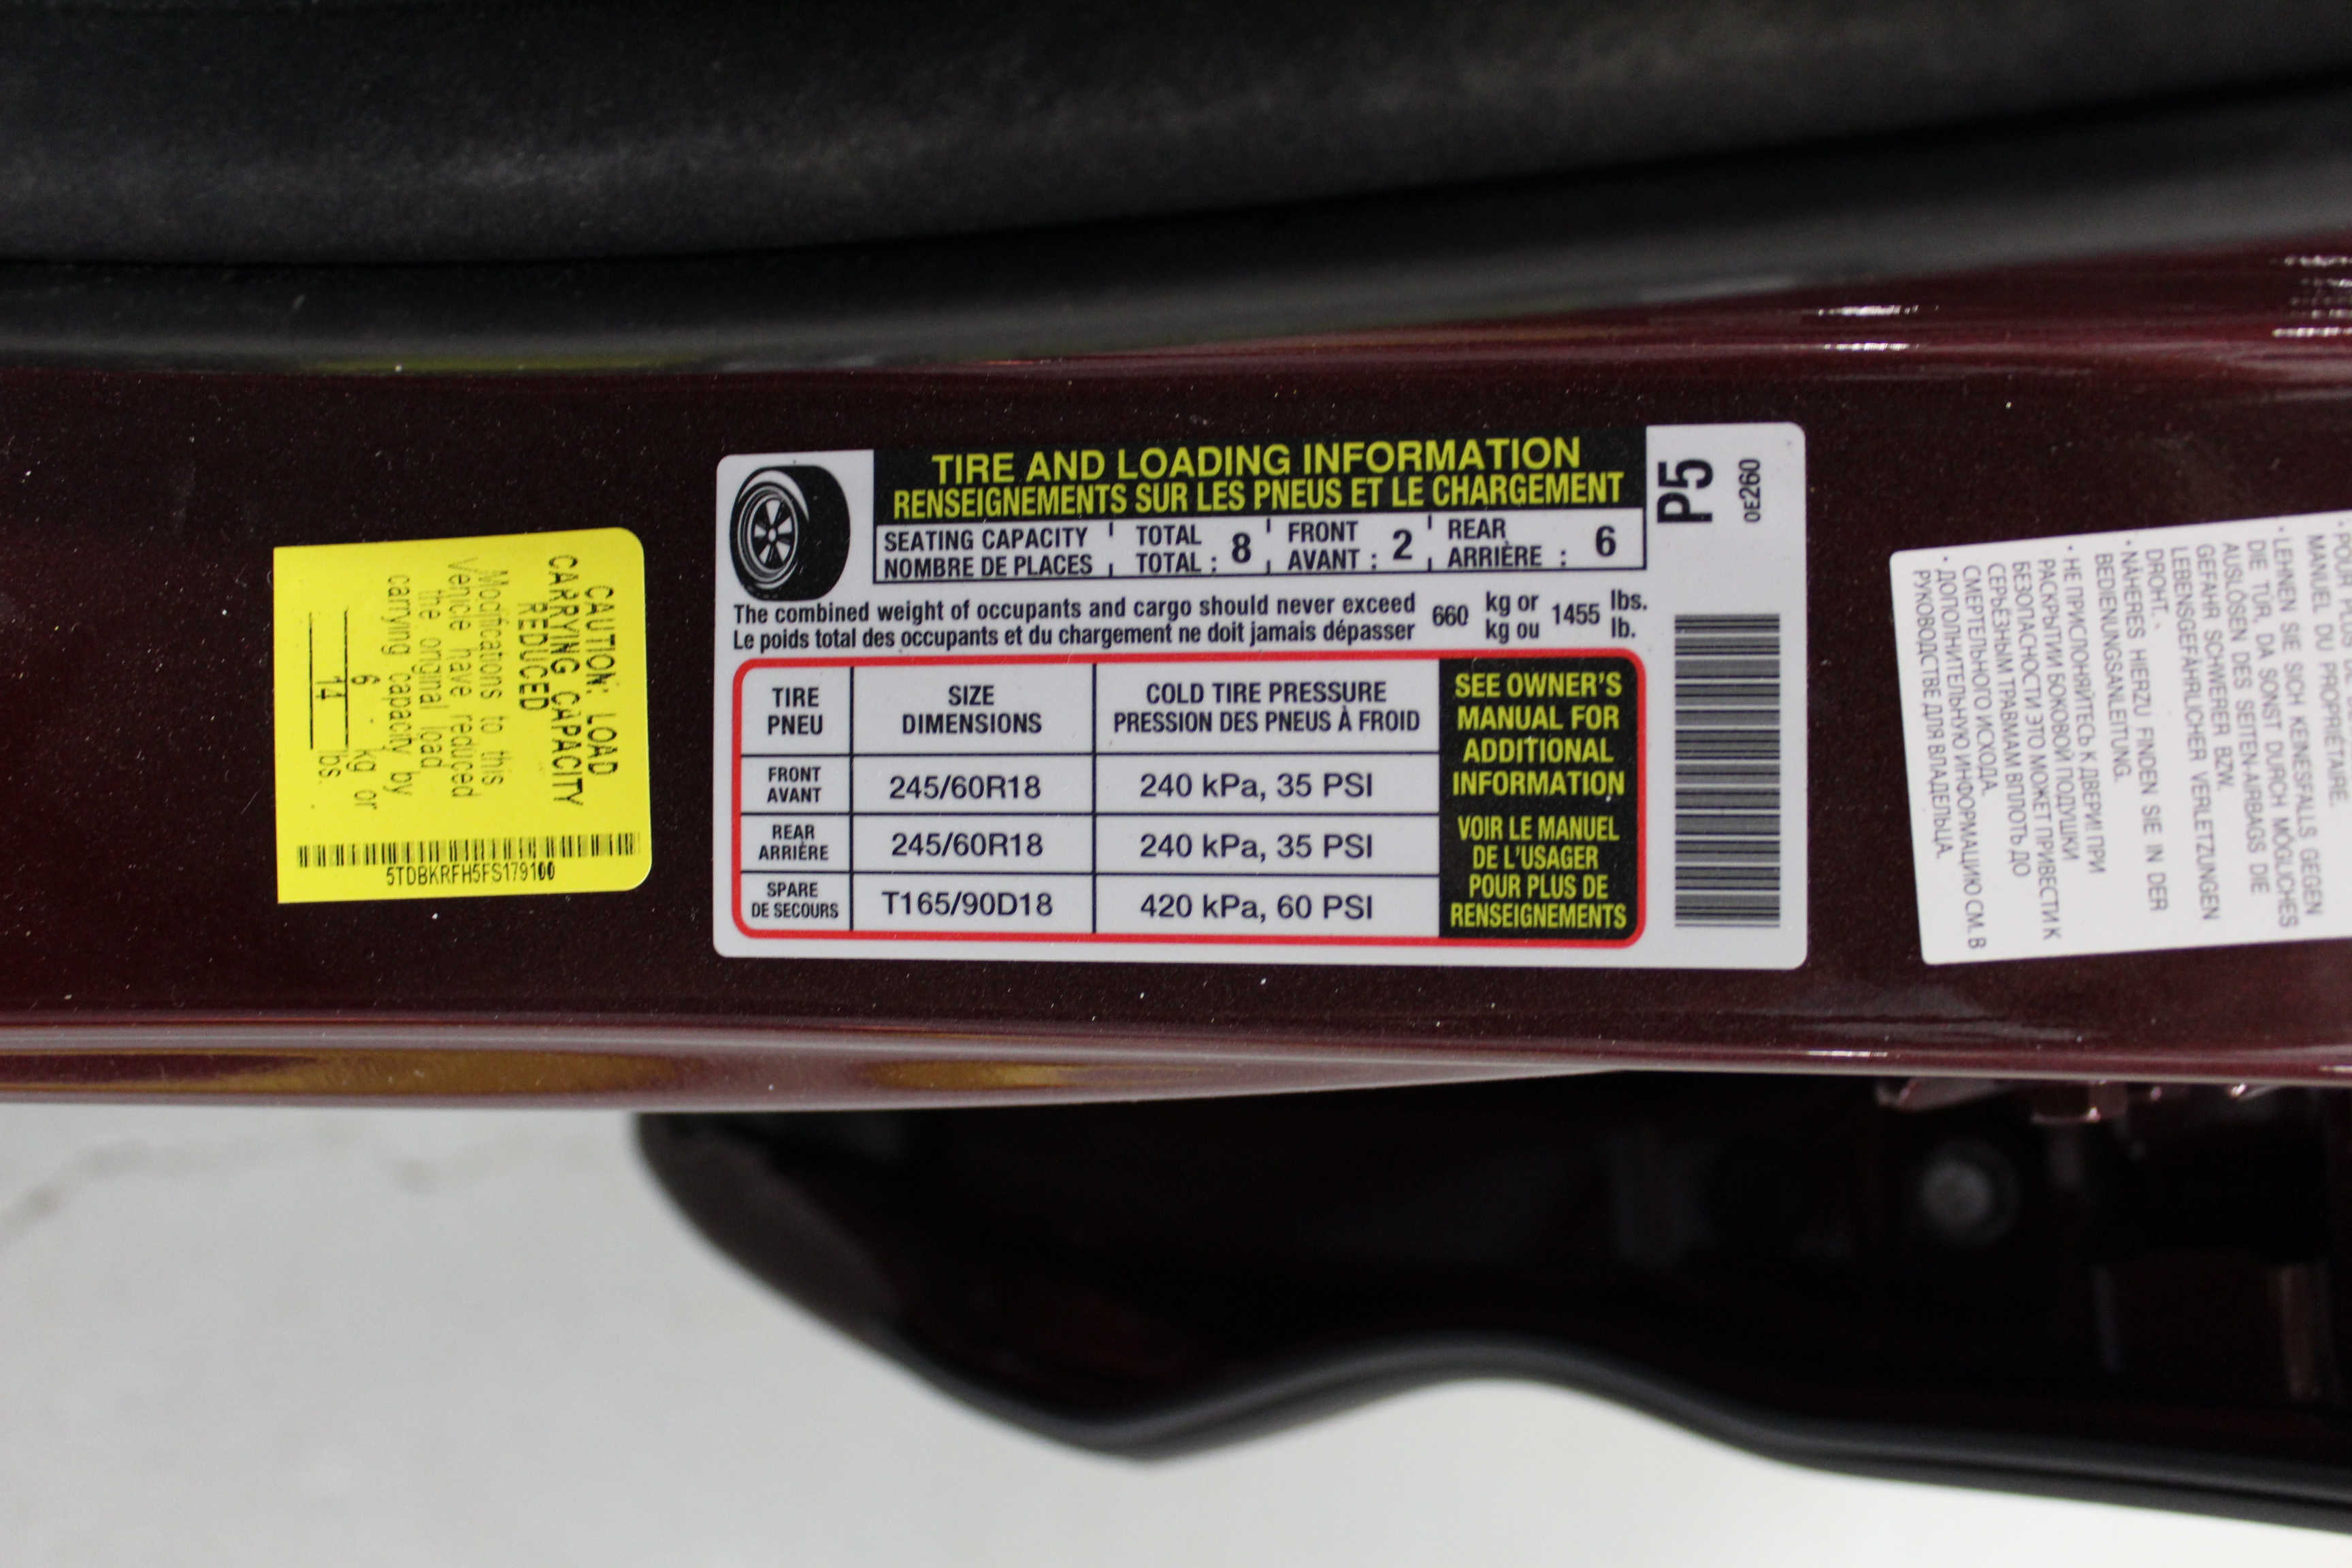 CAUTION: LOAD
CARRYING CAPACITY
REDUCED
Modifications to this
Vehicle have reduced
the original load
carrying capacity by
6 kg or
14 lbs.
5TDBKRFH5FS179100
TIRE AND LOADING INFORMATION
RENSEIGNEMENTS SUR LES PNEUS ET LE CHARGEMENT
SEATING CAPACITY TOTAL FRONT REAR
NOMBRE DE PLACES TOTAL : 8 AVANT : 2 ARRIÈRE : 6
The combined weight of occupants and cargo should never exceed 660 kg or 1455 lbs.
Le poids total des occupants et du chargement ne doit jamais dépasser kg ou lb.
TIRE SIZE COLD TIRE PRESSURE
PNEU DIMENSIONS PRESSION DES PNEUS À FROID
FRONT
AVANT 245/60R18 240 kPa, 35 PSI
REAR
ARRIÈRE 245/60R18 240 kPa, 35 PSI
SPARE
DE SECOURS T165/90D18 420 kPa, 60 PSI
SEE OWNER'S
MANUAL FOR
ADDITIONAL
INFORMATION
VOIR LE MANUEL
DE L'USAGER
POUR PLUS DE
RENSEIGNEMENTS
P5
0E260
MANUEL DU PROPRIÉTAIRE.
• LEHNEN SIE SICH KEINESFALLS GEGEN
DIE TÜR, DA SONST DURCH MÖGLICHES
AUSLÖSEN DES SEITEN-AIRBAGS DIE
GEFAHR SCHWERER BZW.
LEBENSGEFÄHRLICHER VERLETZUNGEN
DROHT.
• NÄHERES HIERZU FINDEN SIE IN DER
BEDIENUNGSANLEITUNG.
• НЕ ПРИСЛОНЯЙТЕСЬ К ДВЕРИ! ПРИ
РАСКРЫТИИ БОКОВОЙ ПОДУШКИ
БЕЗОПАСНОСТИ ЭТО МОЖЕТ ПРИВЕСТИ К
СЕРЬЁЗНЫМ ТРАВМАМ ВПЛОТЬ ДО
СМЕРТЕЛЬНОГО ИСХОДА.
• ДОПОЛНИТЕЛЬНУЮ ИНФОРМАЦИЮ СМ. В
РУКОВОДСТВЕ ДЛЯ ВЛАДЕЛЬЦА.